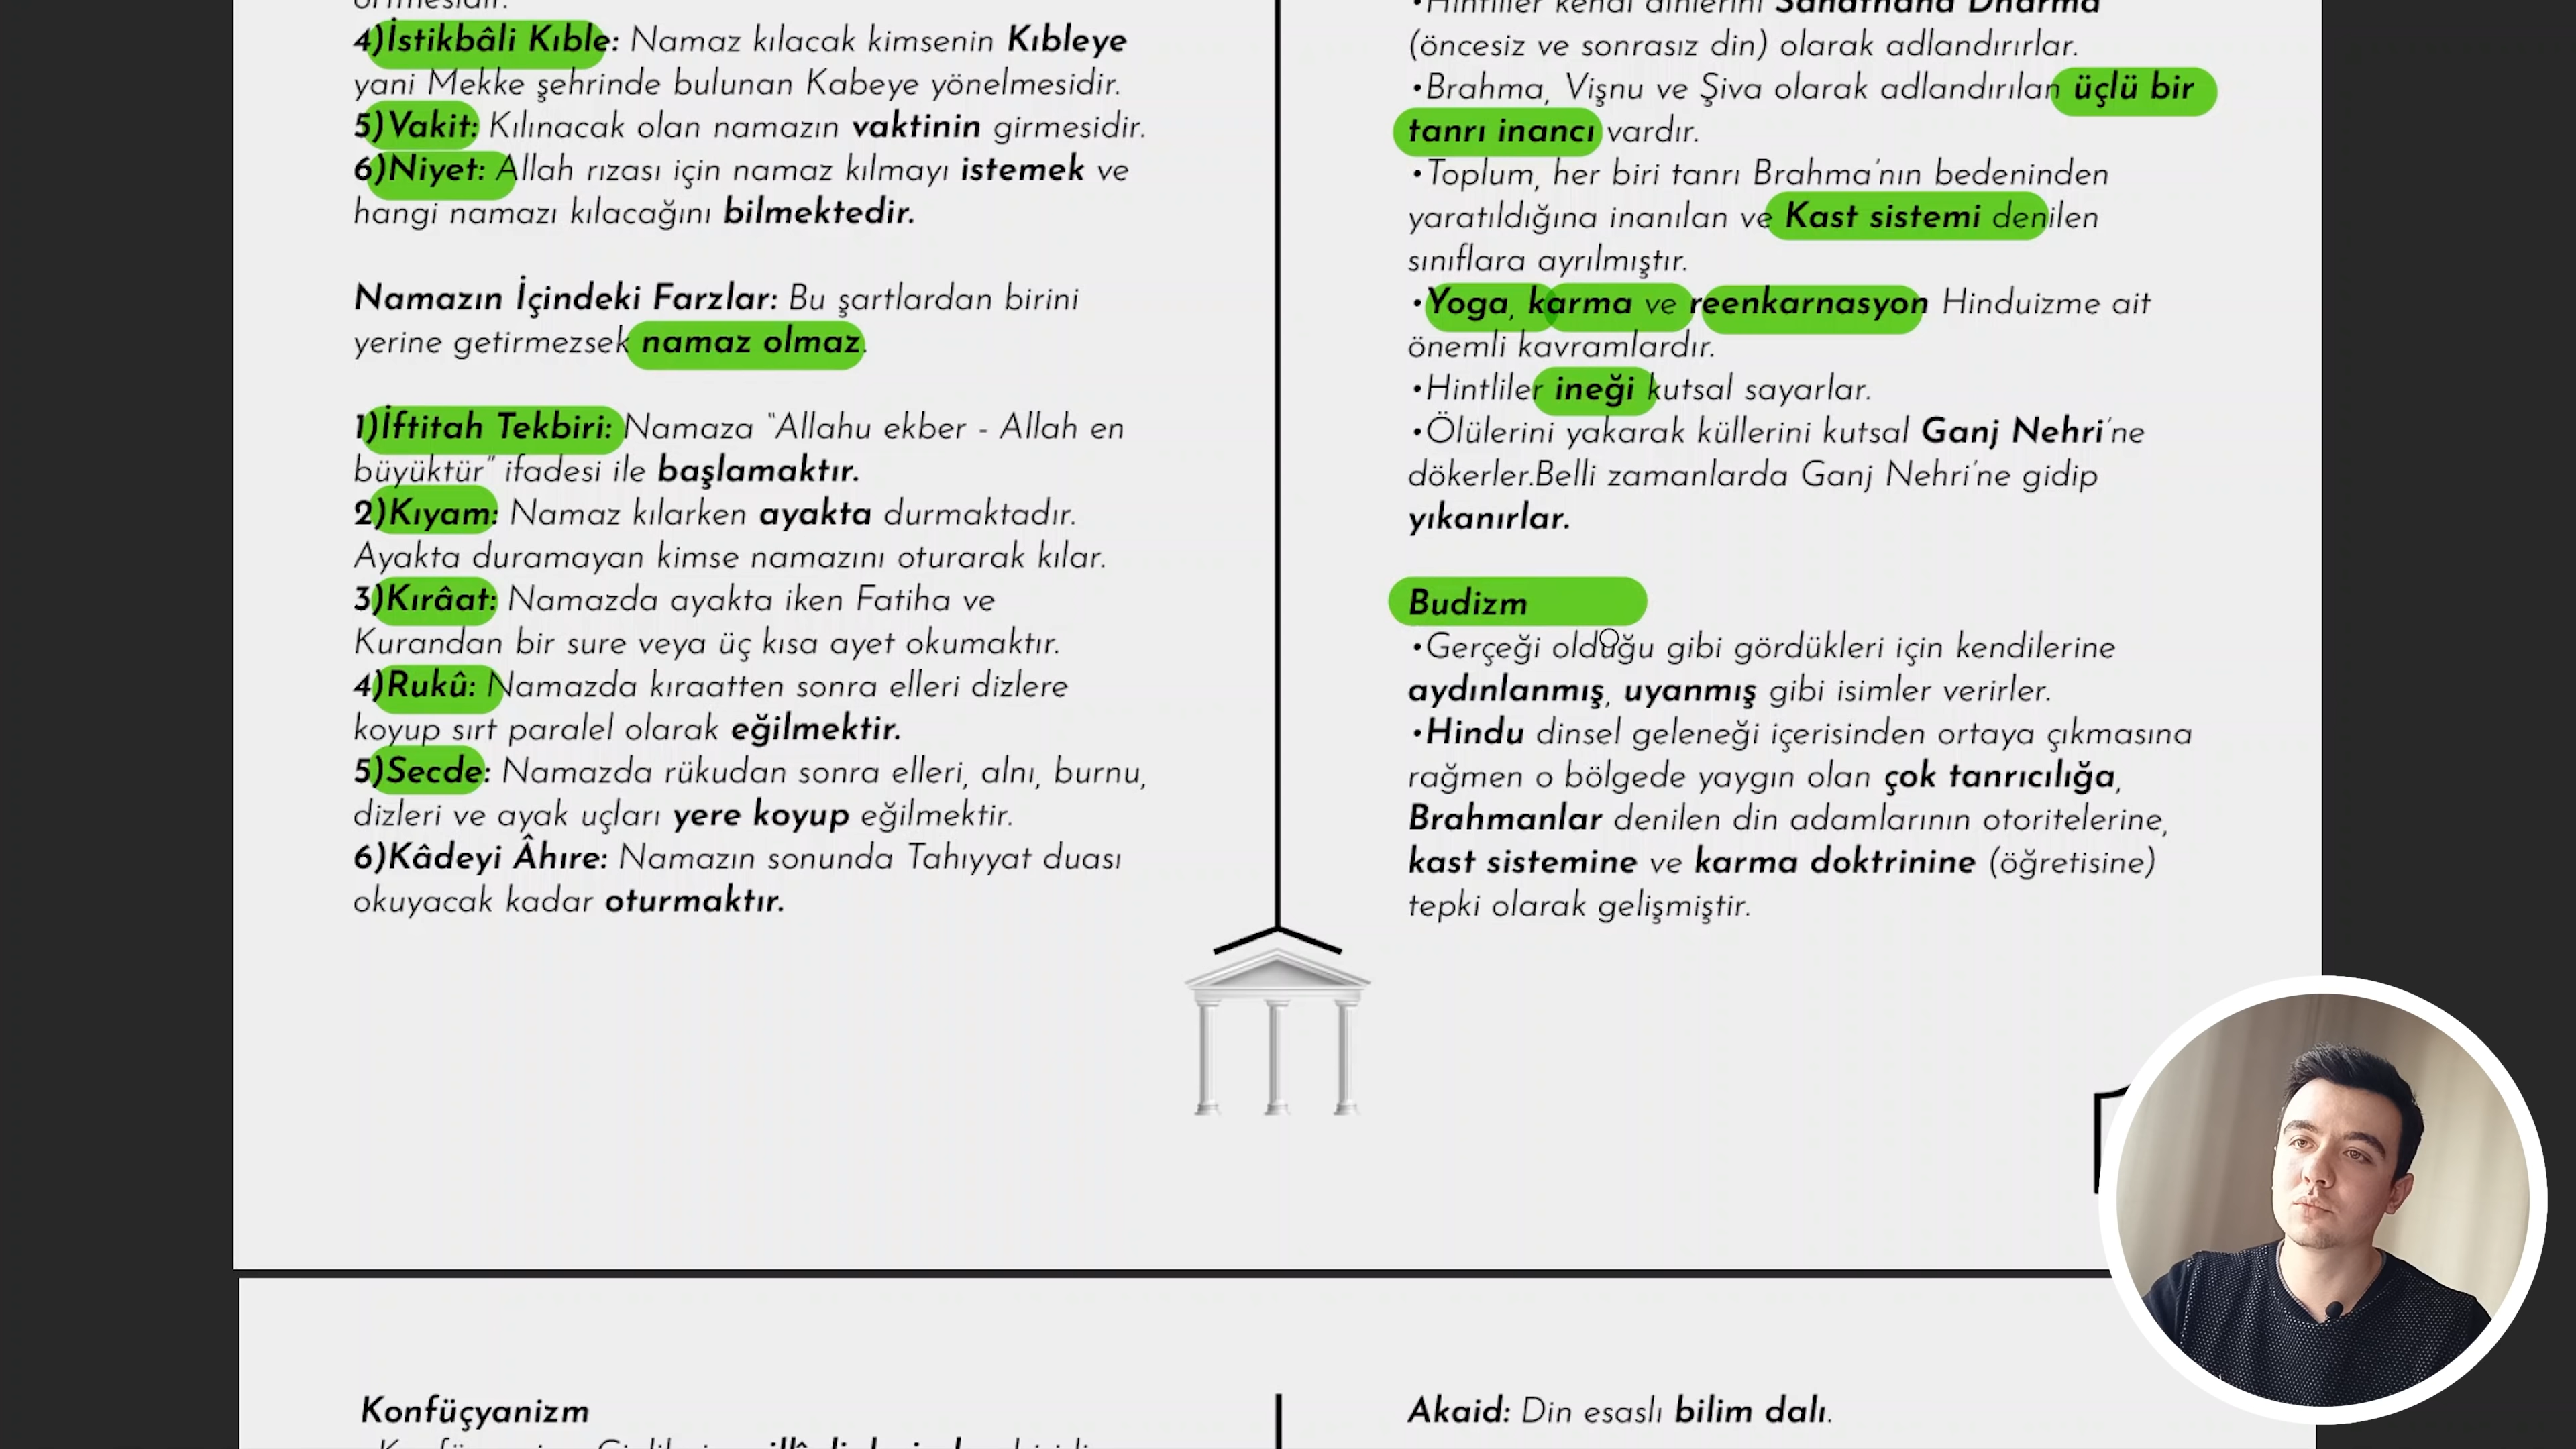 4)İstikbâli Kıble: Namaz kılacak kimsenin Kıbleye
yani Mekke şehrinde bulunan Kabeye yönelmesidir.
5)Vakit: Kılınacak olan namazın vaktinin girmesidir.
6)Niyet: Allah rızası için namaz kılmayı istemek ve
hangi namazı kılacağını bilmektedir.
Namazın İçindeki Farzlar: Bu şartlardan birini
yerine getirmezsek namaz olmaz.
1)İftitah Tekbiri: Namaza “Allahu ekber - Allah en
büyüktür” ifadesi ile başlamaktır.
2)Kıyam: Namaz kılarken ayakta durmaktadır.
Ayakta duramayan kimse namazını oturarak kılar.
3)Kırâat: Namazda ayakta iken Fatiha ve
Kurandan bir sure veya üç kısa ayet okumaktır.
4)Rukû: Namazda kıraatten sonra elleri dizlere
koyup sırt paralel olarak eğilmektir.
5)Secde: Namazda rükudan sonra elleri, alnı, burnu,
dizleri ve ayak uçları yere koyup eğilmektir.
6)Kâdeyi Âhıre: Namazın sonunda Tahıyyat duası
okuyacak kadar oturmaktır.
•Hintliler kendi dinlerini Sanathana Dharma
(öncesiz ve sonrasız din) olarak adlandırırlar.
•Brahma, Vişnu ve Şiva olarak adlandırılan üçlü bir
tanrı inancı vardır.
•Toplum, her biri tanrı Brahma’nın bedeninden
yaratıldığına inanılan ve Kast sistemi denilen
sınıflara ayrılmıştır.
•Yoga, karma ve reenkarnasyon Hinduizme ait
önemli kavramlardır.
•Hintliler ineği kutsal sayarlar.
•Ölülerini yakarak küllerini kutsal Ganj Nehri’ne
dökerler.Belli zamanlarda Ganj Nehri’ne gidip
yıkanırlar.
Budizm
•Gerçeği olduğu gibi gördükleri için kendilerine
aydınlanmış, uyanmış gibi isimler verirler.
•Hindu dinsel geleneği içerisinden ortaya çıkmasına
rağmen o bölgede yaygın olan çok tanrıcılığa,
Brahmanlar denilen din adamlarının otoritelerine,
kast sistemine ve karma doktrinine (öğretisine)
tepki olarak gelişmiştir.
Konfüçyanizm
Akaid: Din esaslı bilim dalı.